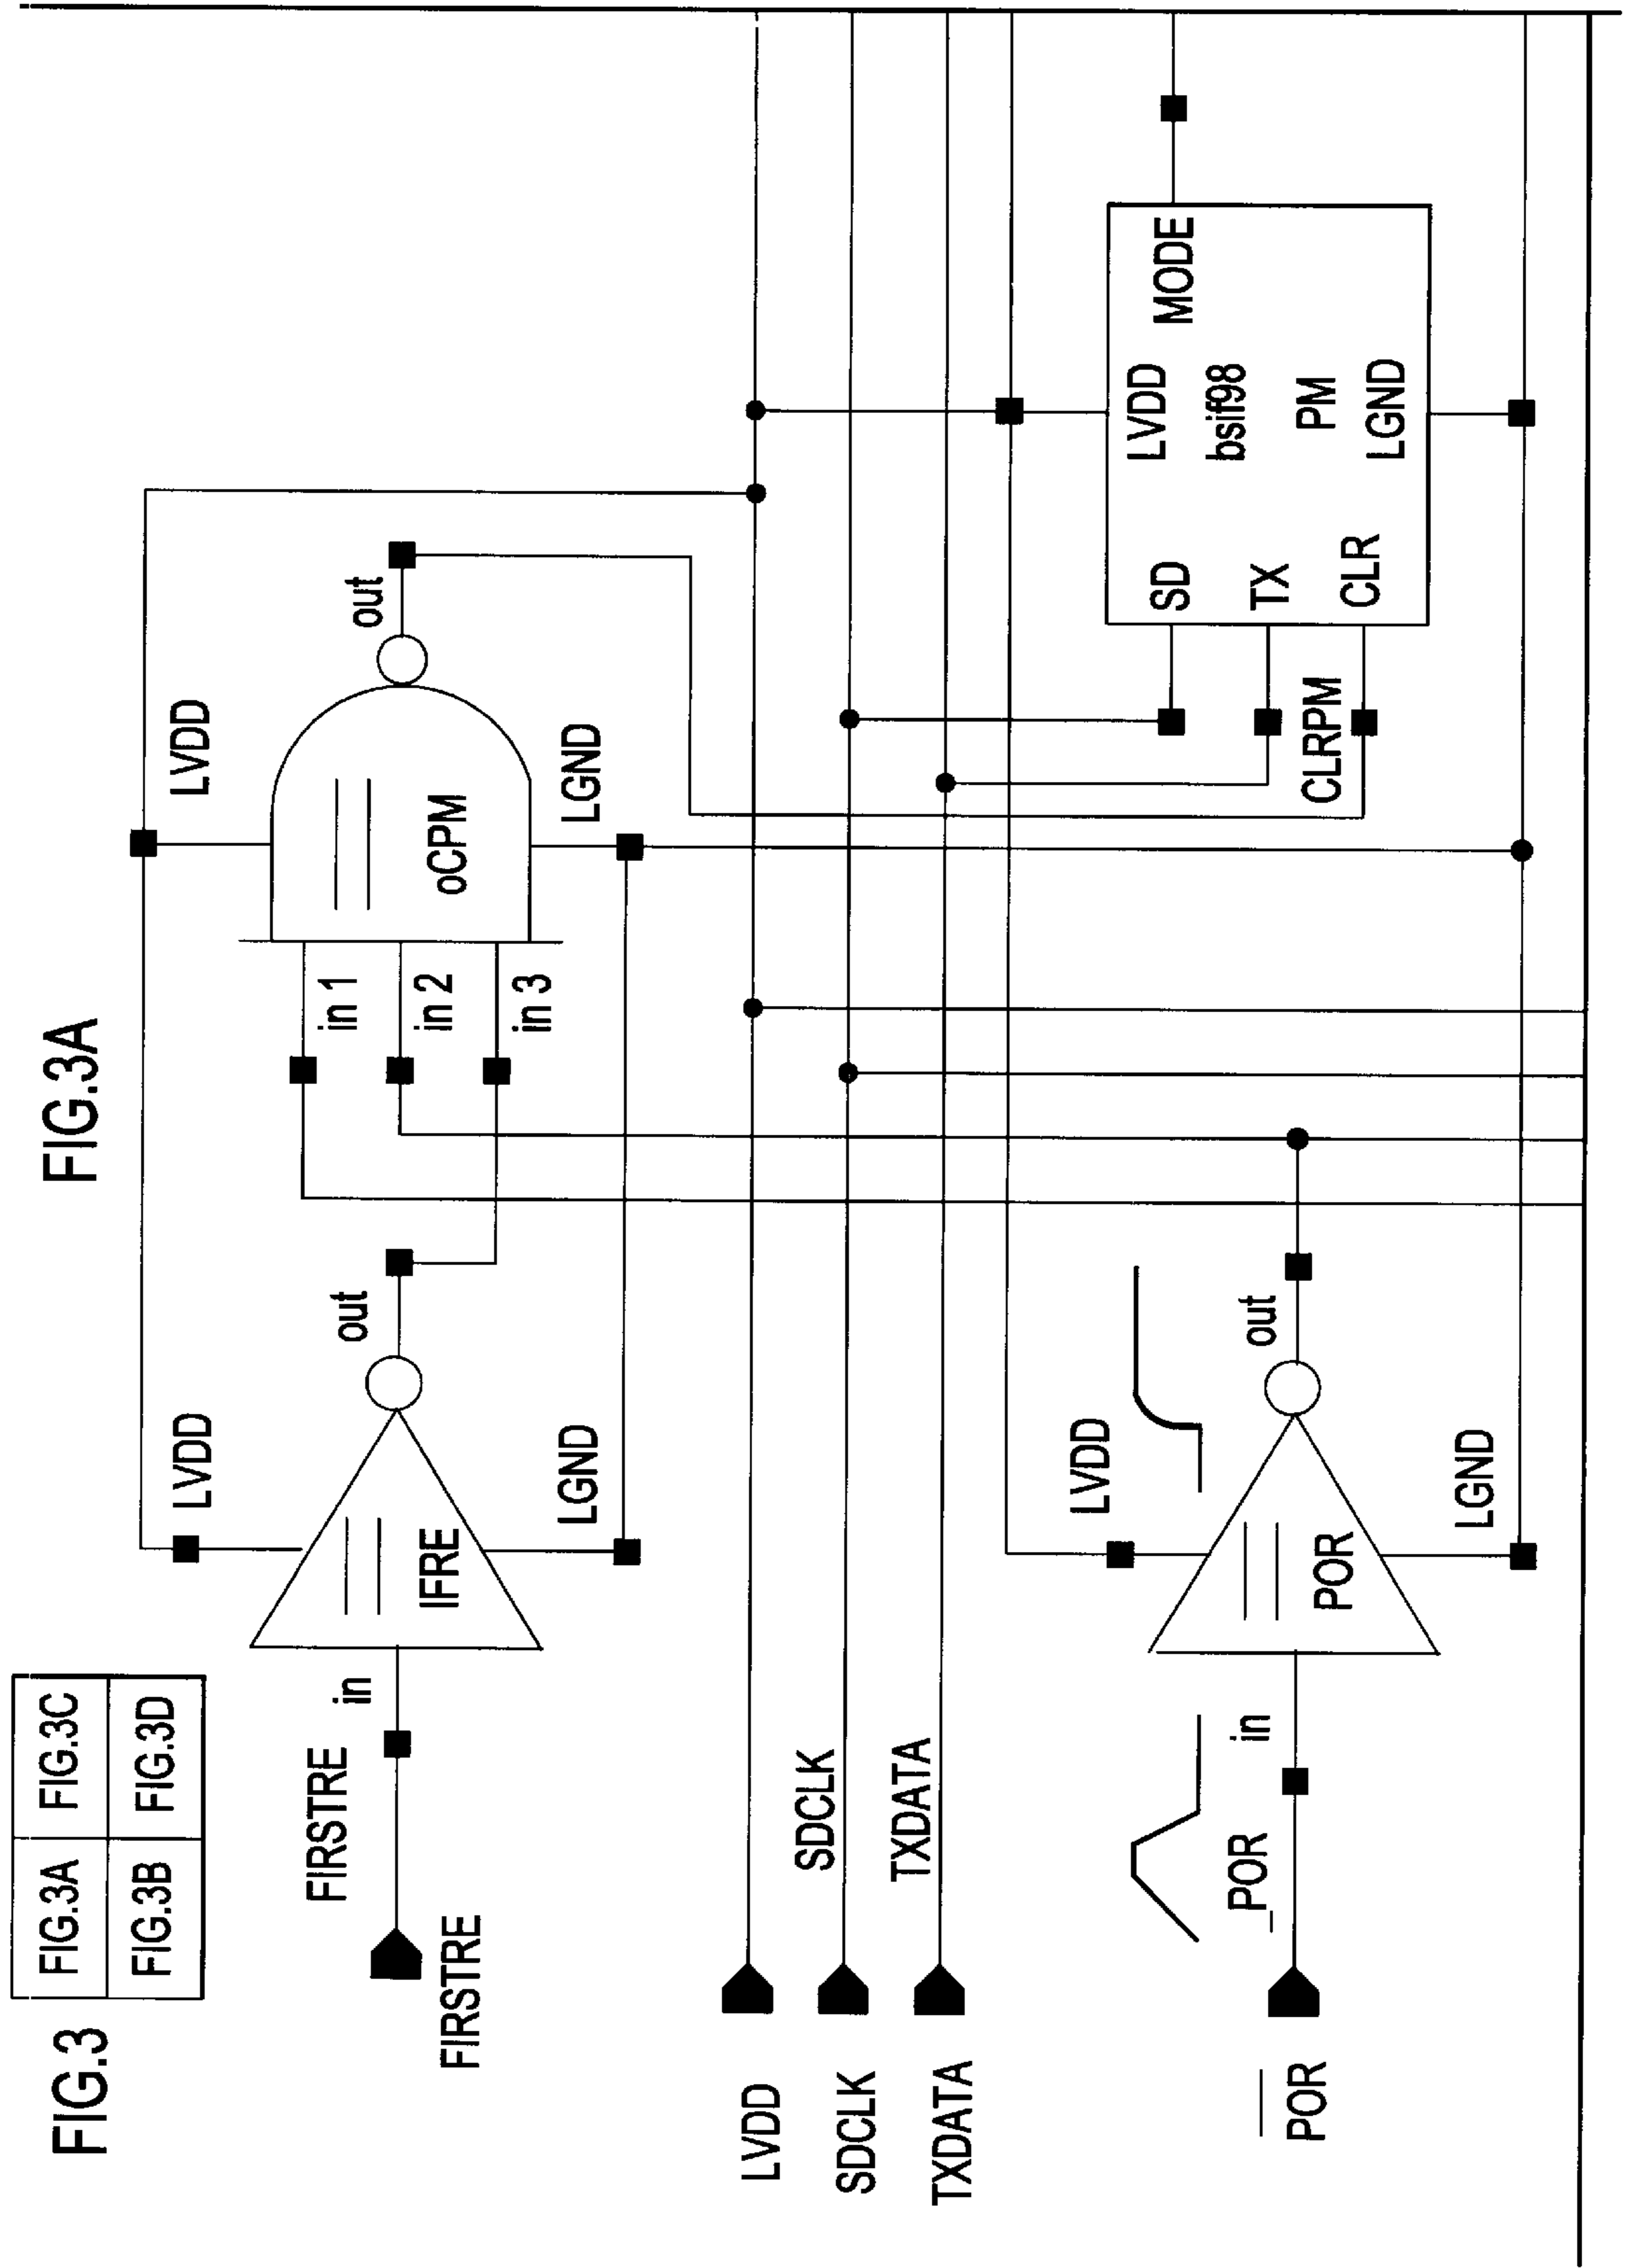 FIG.3
FIG.3A FIG.3C
FIG.3B FIG.3D
FIG.3A
LVDD
LVDD
FIRSTRE
in
out
in 1
out
FIRSTRE
IFRE
in 2
oCPM
in 3
LGND
LGND
LVDD
SDCLK
SDCLK
TXDATA
TXDATA
LVDD
LVDD
MODE
SD
bsif98
TX
PM
CLRPM
CLR
LGND
_POR
in
out
POR
POR
LGND